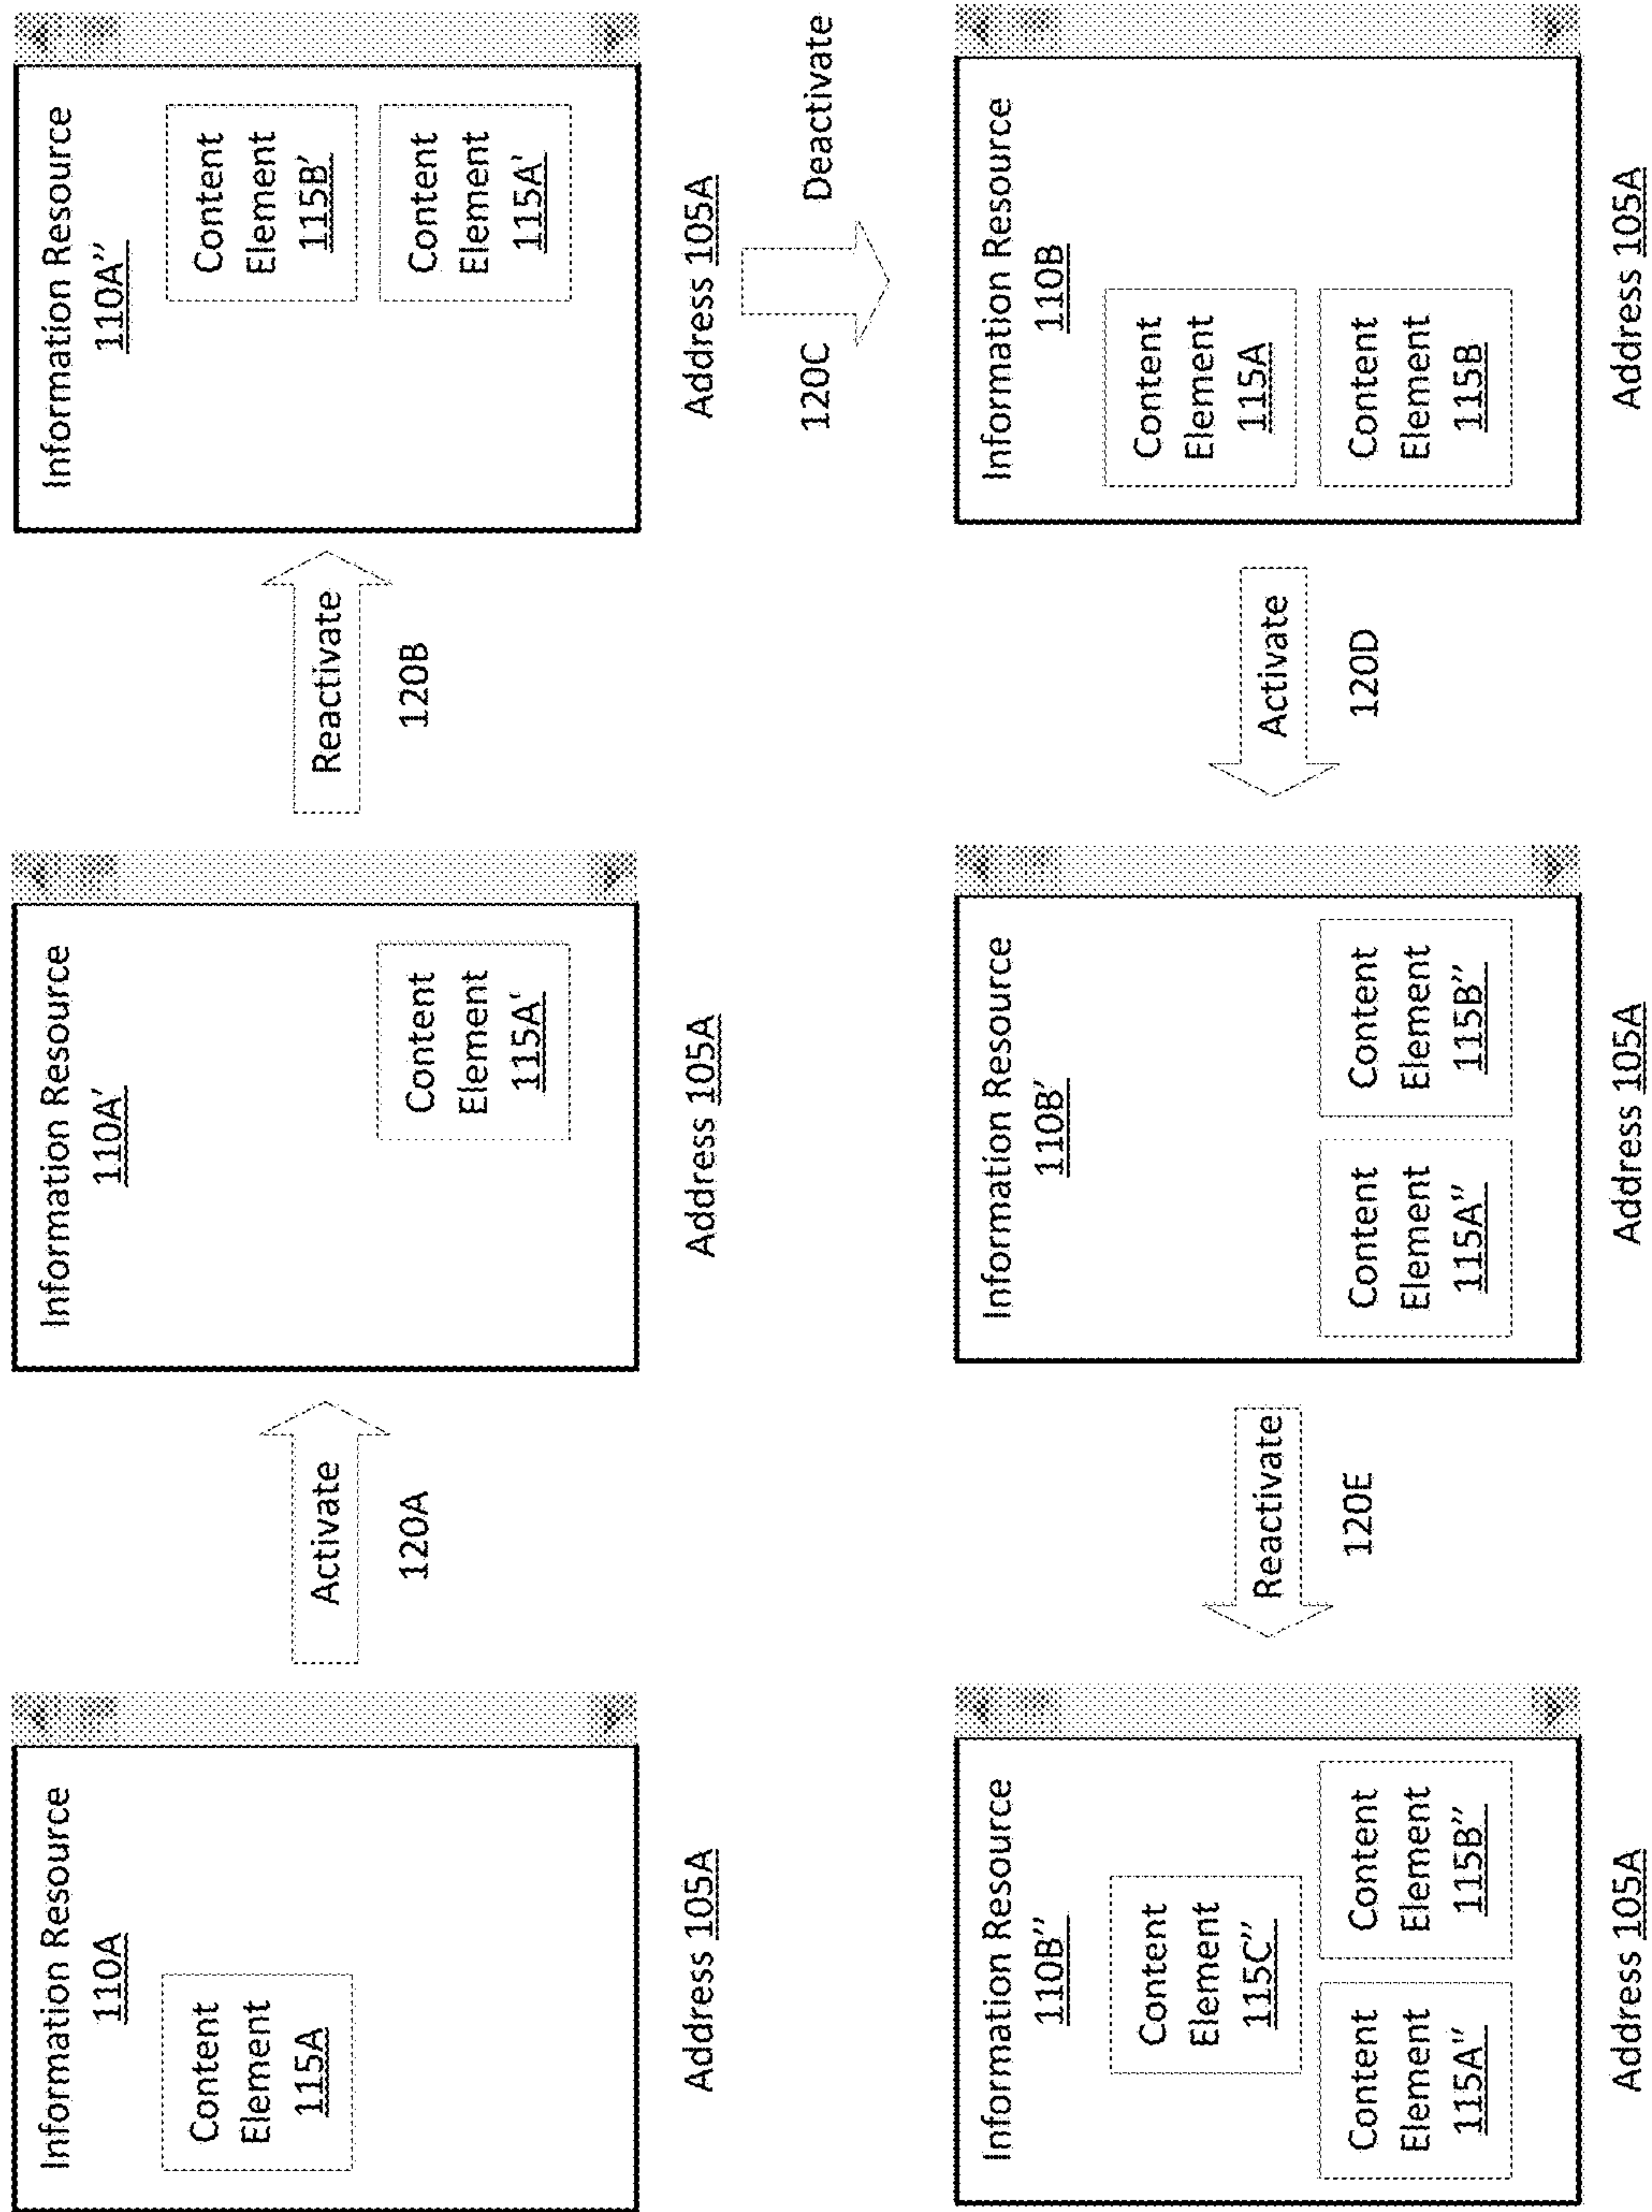 Information Resource
110A
Content
Element
115A
Address 105A
Activate
120A
Information Resource
110A'
Content
Element
115A'
Address 105A
Reactivate
120B
Information Resource
110A''
Content
Element
115B'
Content
Element
115A'
Address 105A
120C
Deactivate
Information Resource
110B
Content
Element
115A
Content
Element
115B
Address 105A
Activate
120D
Information Resource
110B'
Content
Element
115A''
Content
Element
115B''
Address 105A
Reactivate
120E
Information Resource
110B''
Content
Element
115C''
Content
Element
115A''
Content
Element
115B''
Address 105A